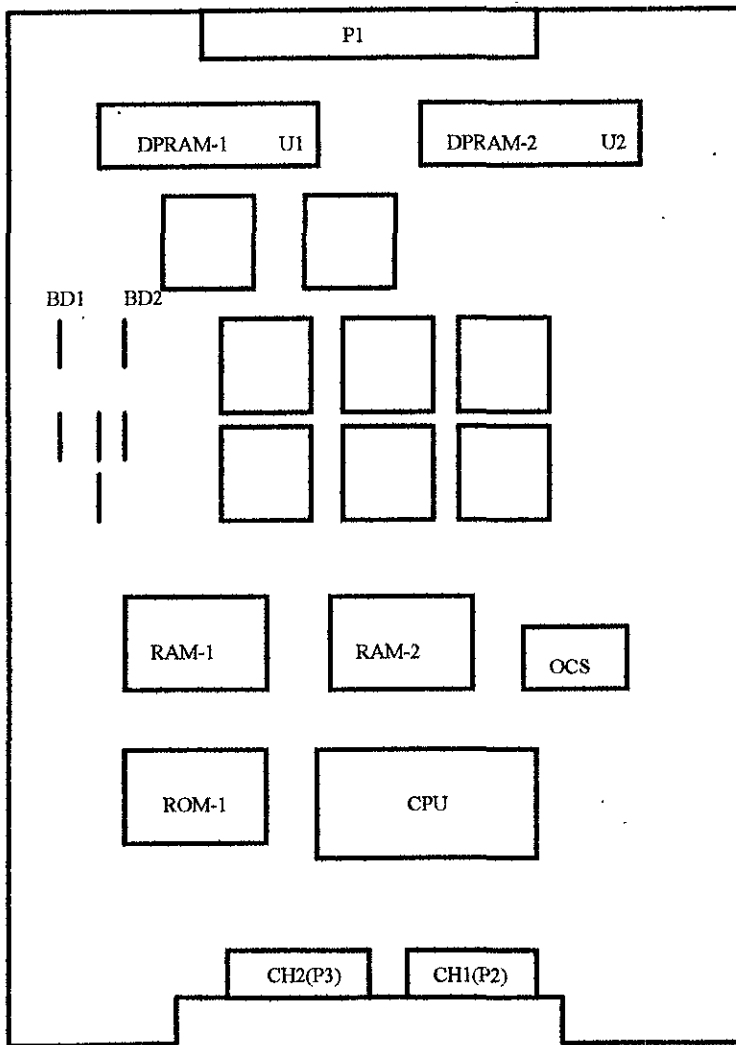 P1
DPRAM-1 U1 DPRAM-2 U2
BD1 BD2
RAM-1 RAM-2 OCS
ROM-1 CPU
CH2(P3) CH1(P2)